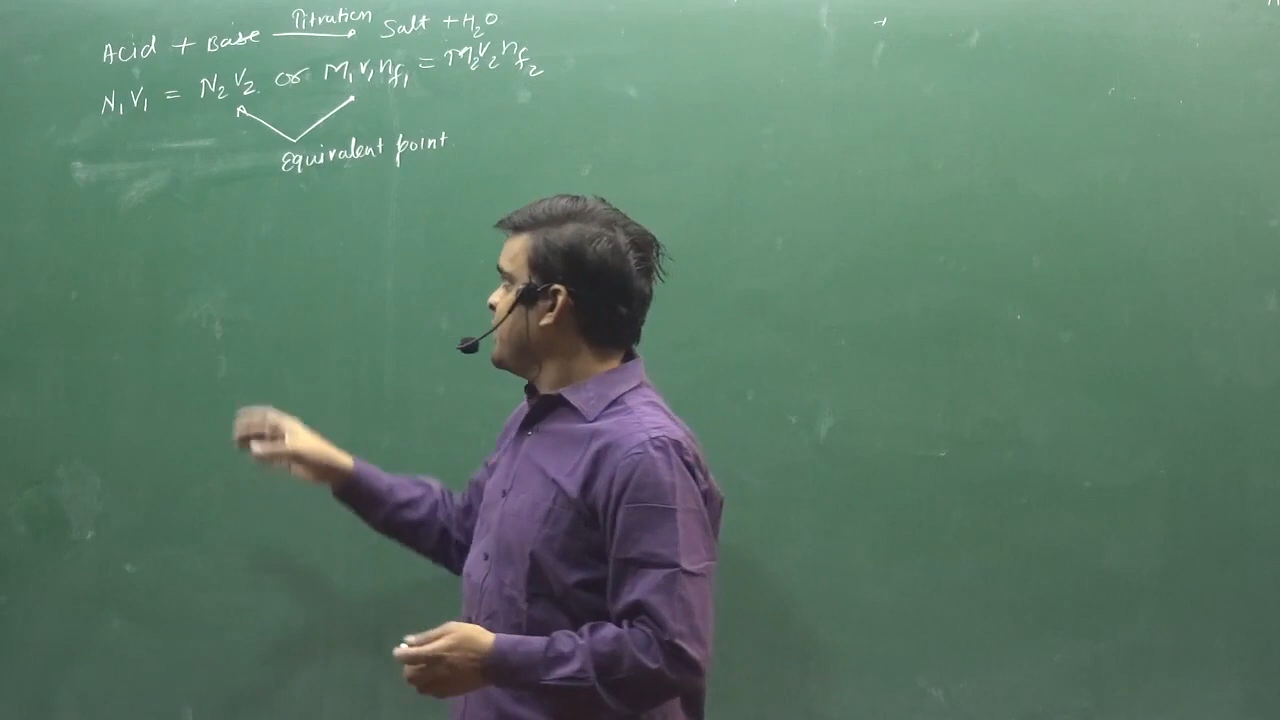 Acid + Base Titration Salt + H₂O
N₁V₁ = N₂V₂ or M₁V₁nf₁ = M₂V₂nf₂
Equivalent point